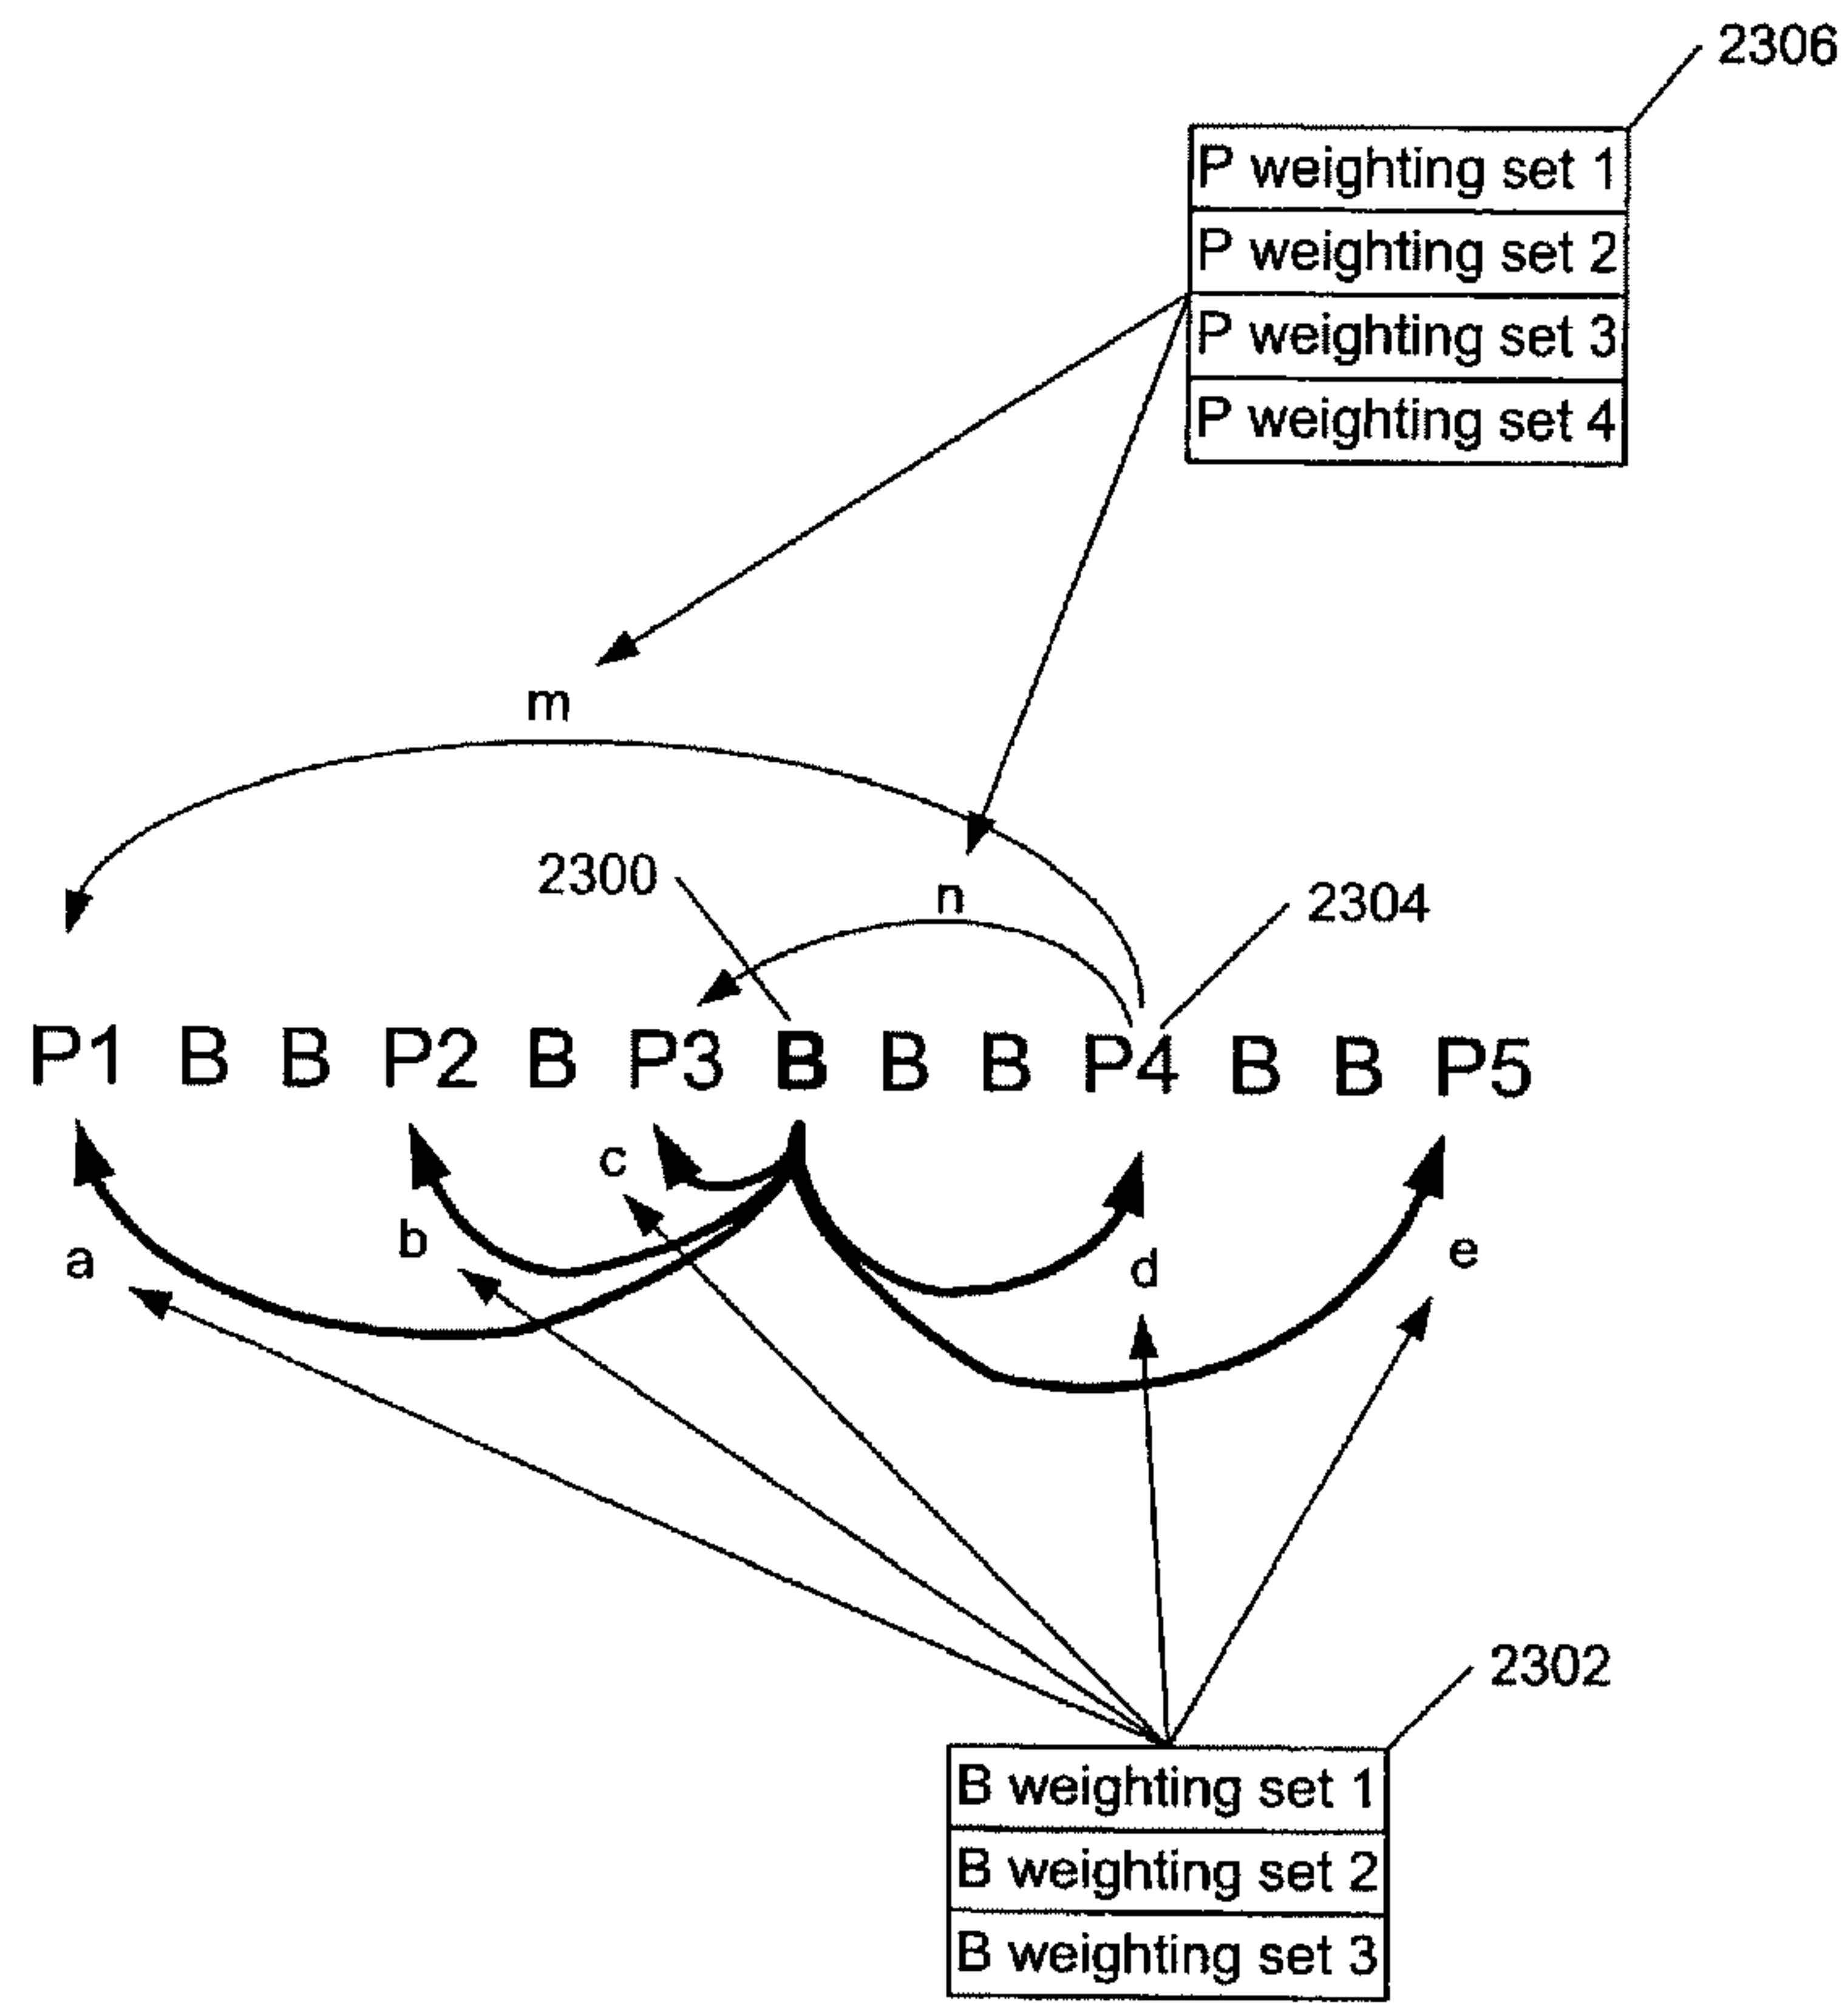 2306
P weighting set 1
P weighting set 2
P weighting set 3
P weighting set 4
m
2300
n
2304
P1 B B P2 B P3 B B B P4 B B P5
c
b
a
d
e
2302
B weighting set 1
B weighting set 2
B weighting set 3